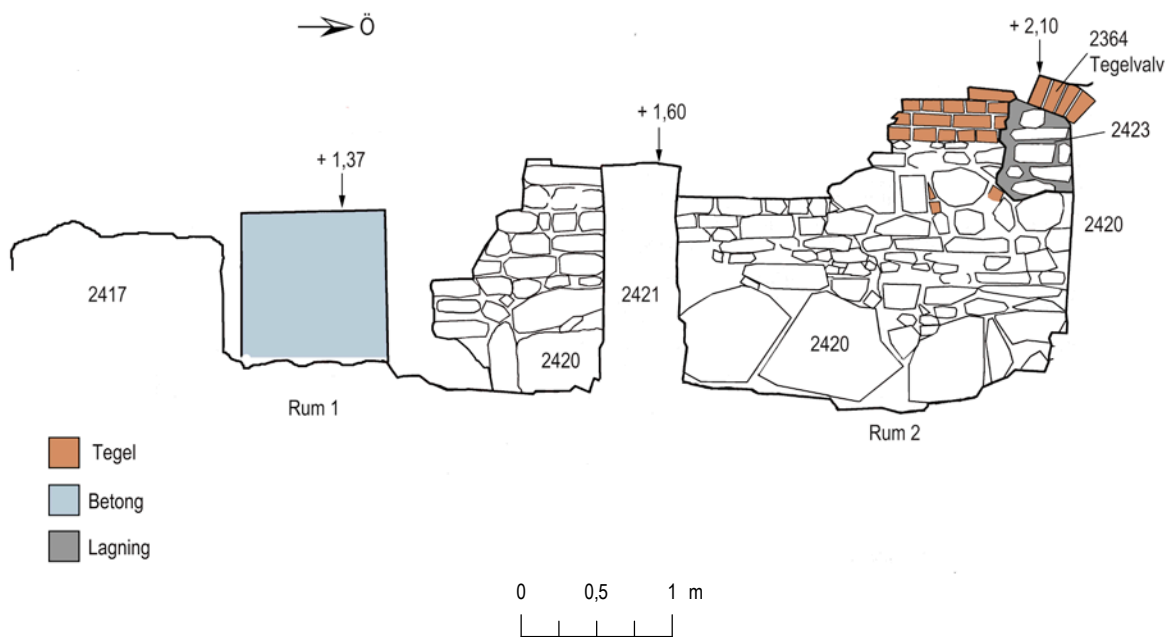 Ö
+ 2,10
2364
Tegelvalv
2423
+ 1,60
+ 1,37
2420
2417
2421
2420
2420
Rum 1
Rum 2
Tegel
Betong
Lagning
0 0,5 1 m